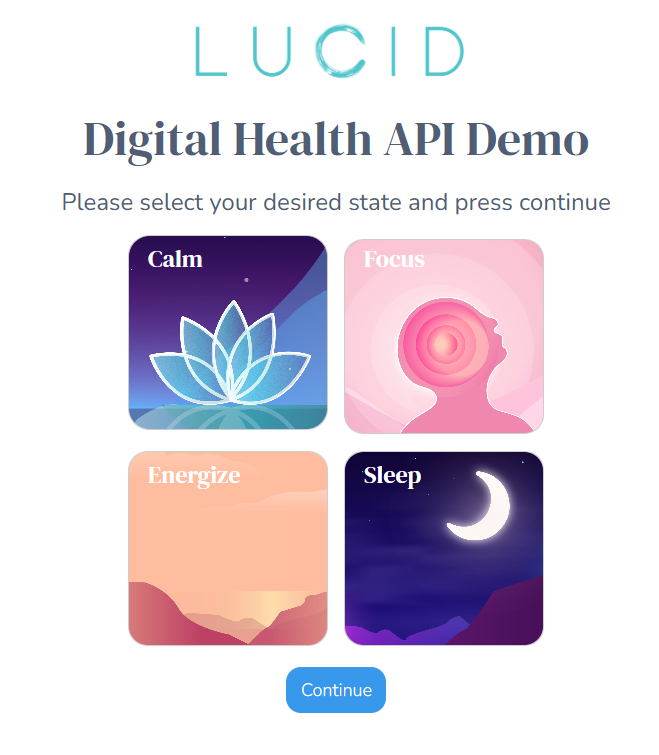 LUCID
Digital Health API Demo
Please select your desired state and press continue
Calm
Focus
Energize
Sleep
Continue